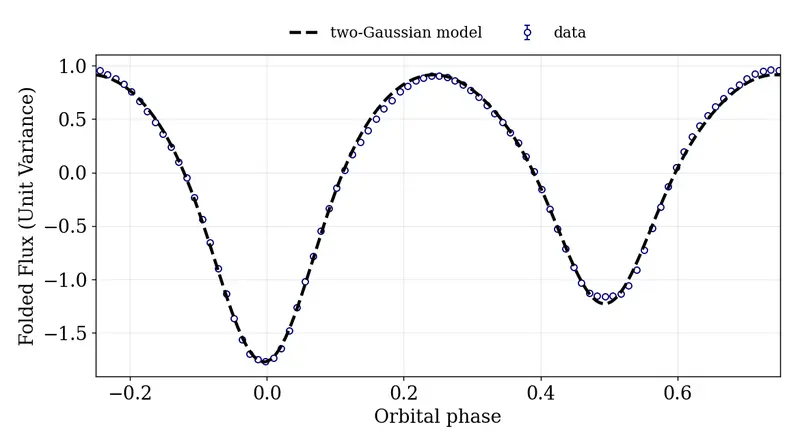 two-Gaussian model
data
Folded Flux (Unit Variance)
1.0
0.5
0.0
−0.5
−1.0
−1.5
−0.2
0.0
0.2
0.4
0.6
Orbital phase